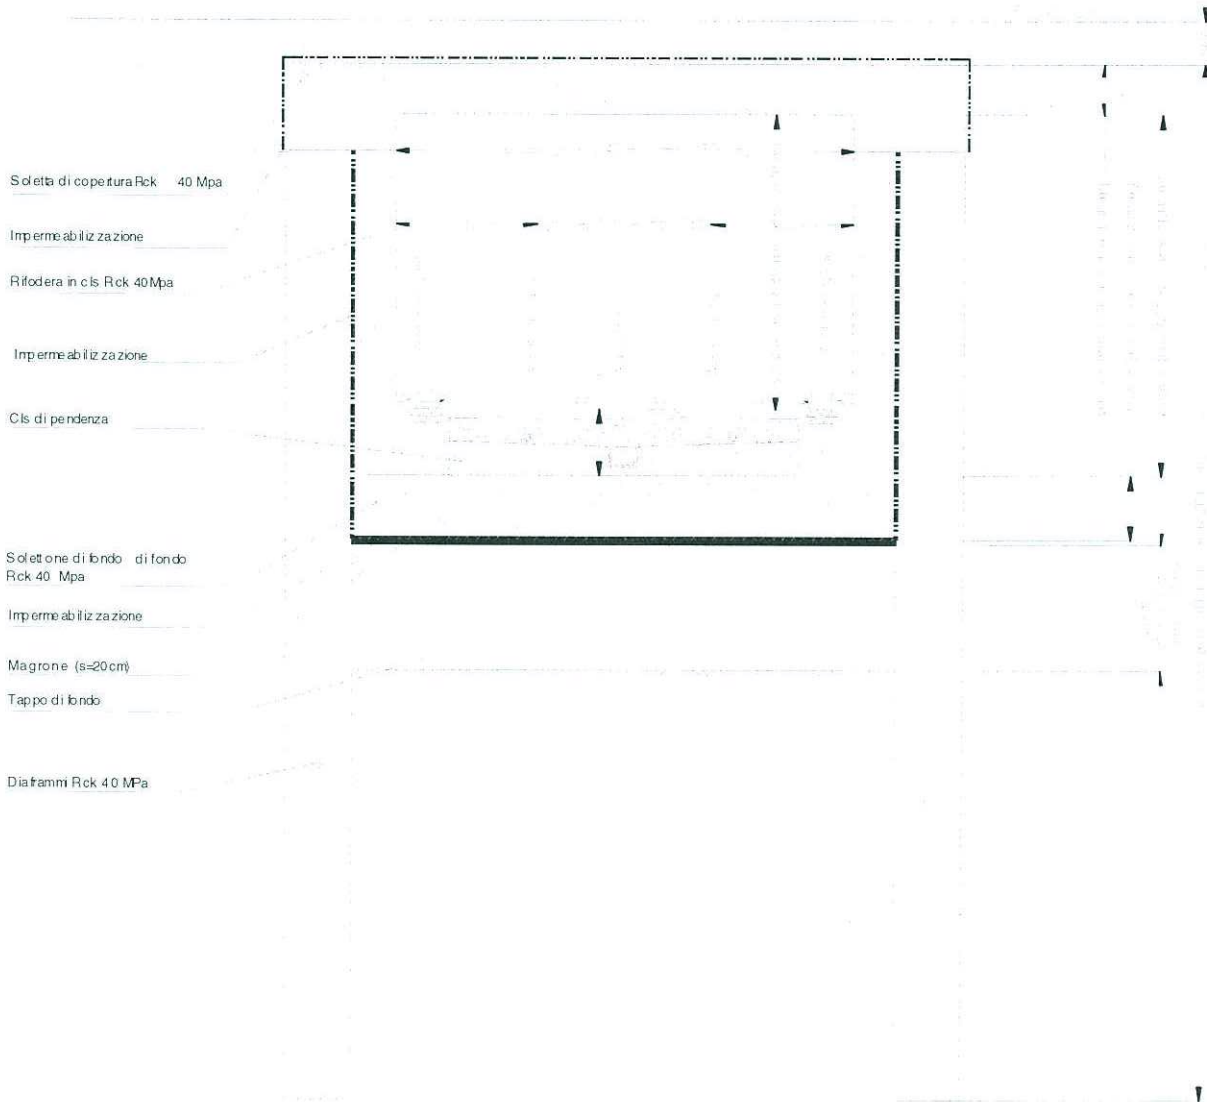 Soletta di copertura Rck 40 Mpa
Impermeabilizzazione
Rifodera in cls Rck 40Mpa
Impermeabilizzazione
Cls di pendenza
Solettone di fondo di fondo
Rck 40 Mpa
Impermeabilizzazione
Magrone (s=20cm)
Tappo di fondo
Diaframmi Rck 40 MPa